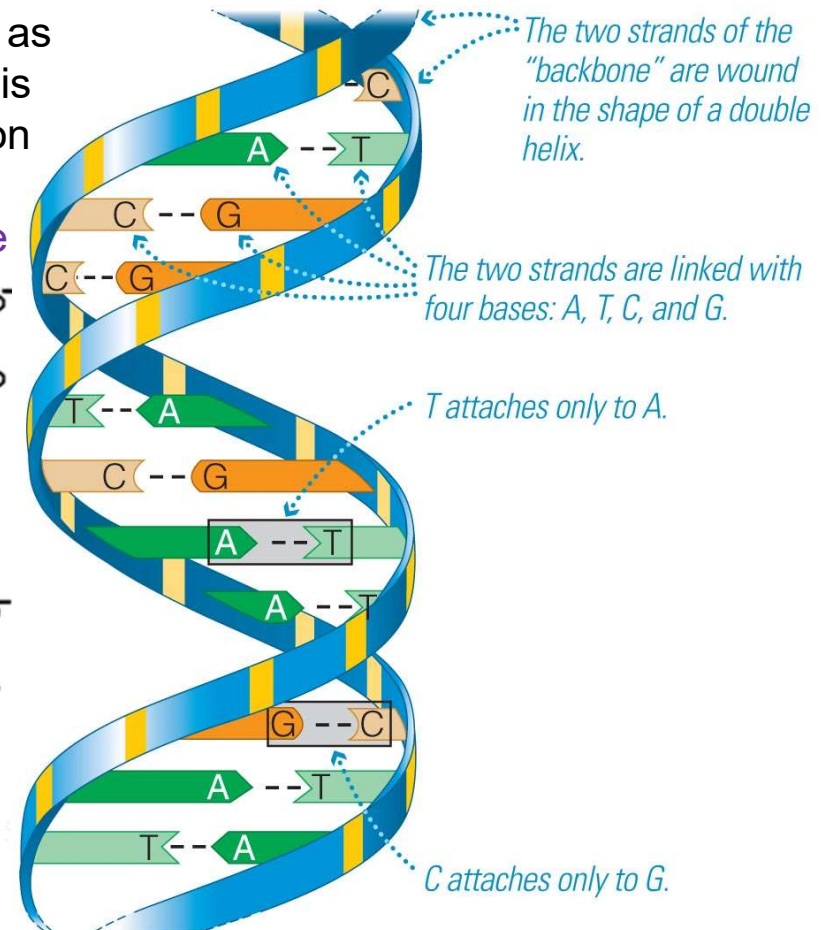 as
is
on
e
The two strands of the
“backbone” are wound
in the shape of a double
helix.
C
A -- T
C -- G
C -- G
The two strands are linked with
four bases: A, T, C, and G.
T -- A
T attaches only to A.
C -- G
A -- T
A -- T
G -- C
A -- T
T -- A
C attaches only to G.